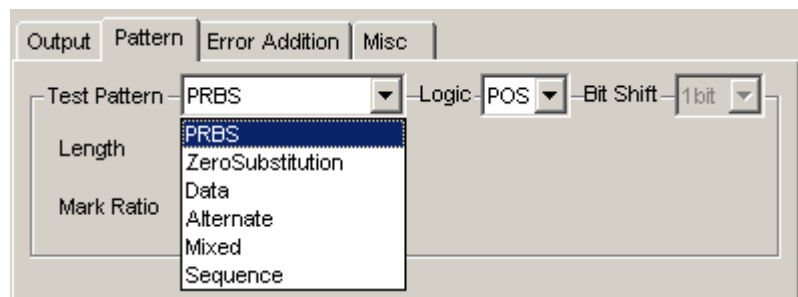 Output Pattern Error Addition Misc
Test Pattern PRBS Logic POS Bit Shift 1bit
PRBS
Length
ZeroSubstitution
Data
Mark Ratio
Alternate
Mixed
Sequence